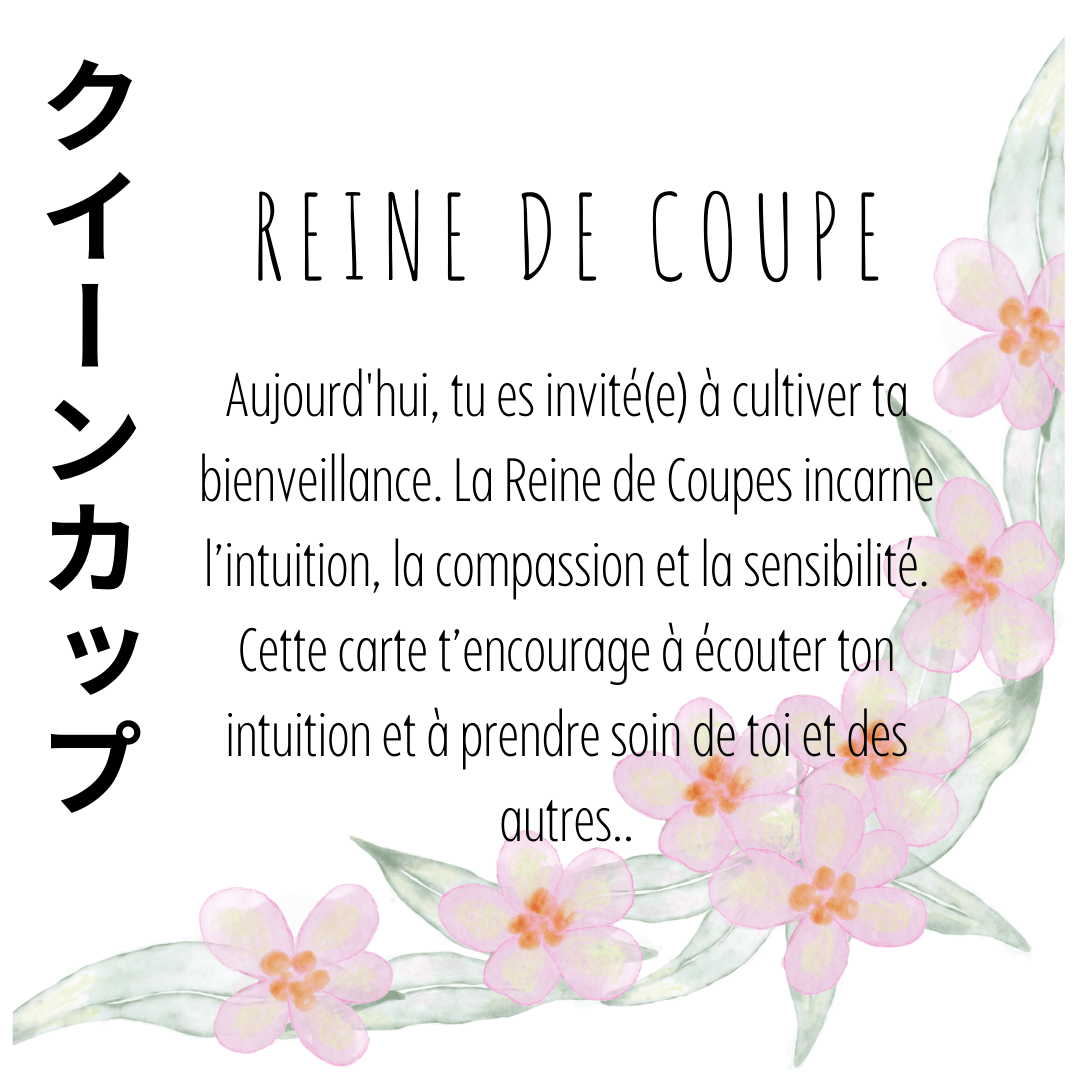 クイーンカップ
REINE DE COUPE
Aujourd'hui, tu es invité(e) à cultiver ta
bienveillance. La Reine de Coupes incarne
l’intuition, la compassion et la sensibilité.
Cette carte t’encourage à écouter ton
intuition et à prendre soin de toi et des
autres..